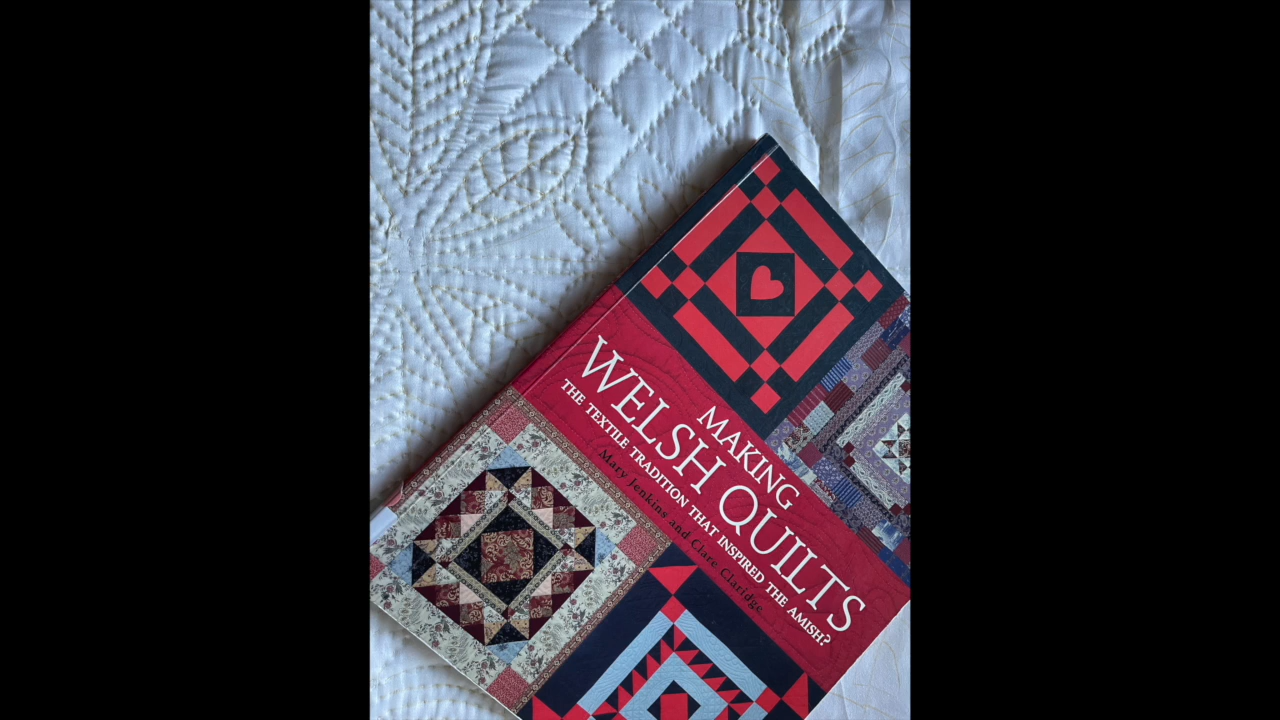 MAKING
WELSH QUILTS
THE TEXTILE TRADITION THAT INSPIRED THE AMISH?
Mary Jenkins and Clare Claridge